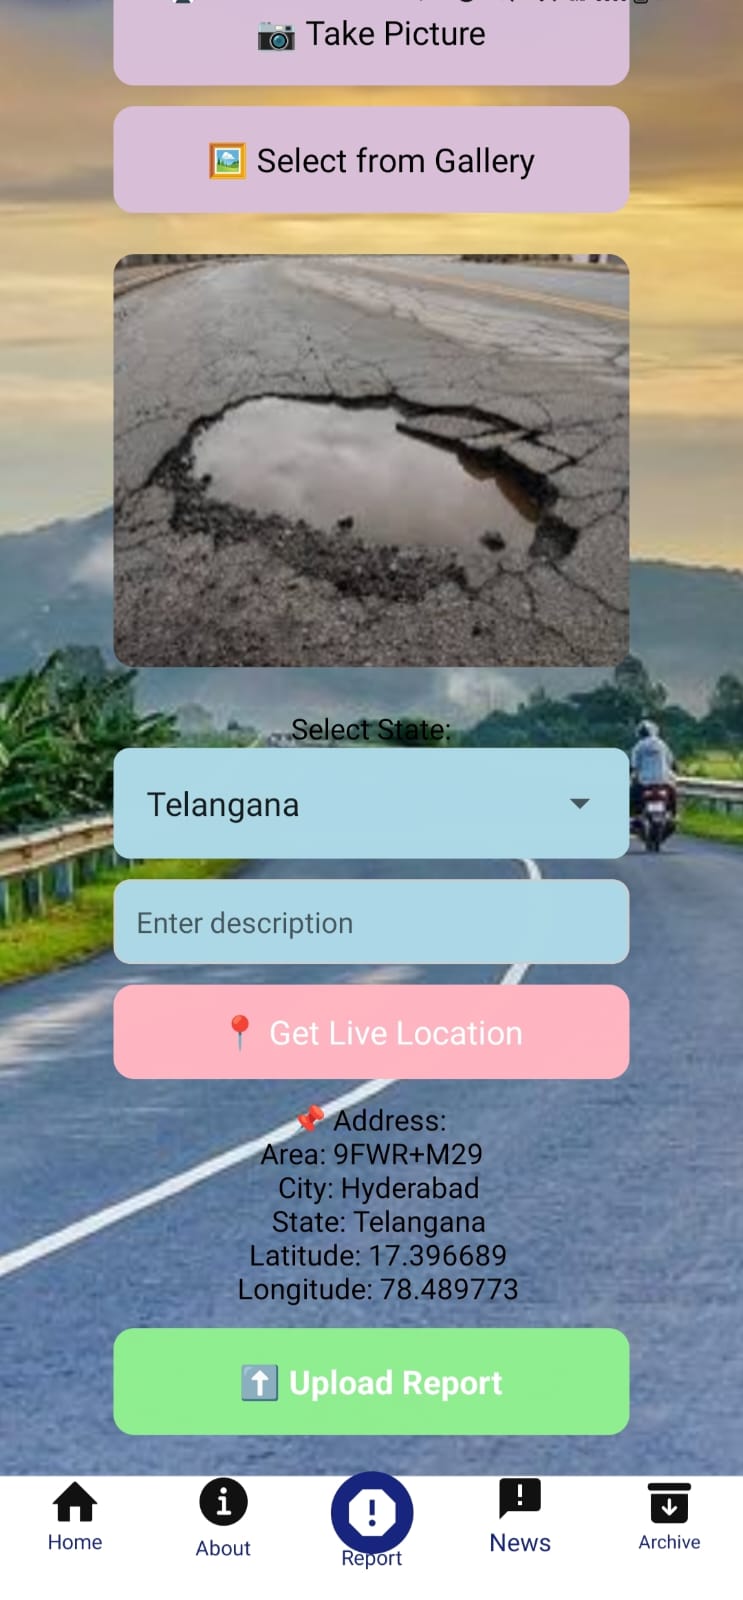 Take Picture
Select from Gallery
Select State:
Telangana
Enter description
Get Live Location
Address:
Area: 9FWR+M29
City: Hyderabad
State: Telangana
Latitude: 17.396689
Longitude: 78.489773
Upload Report
Home
About
Report
News
Archive